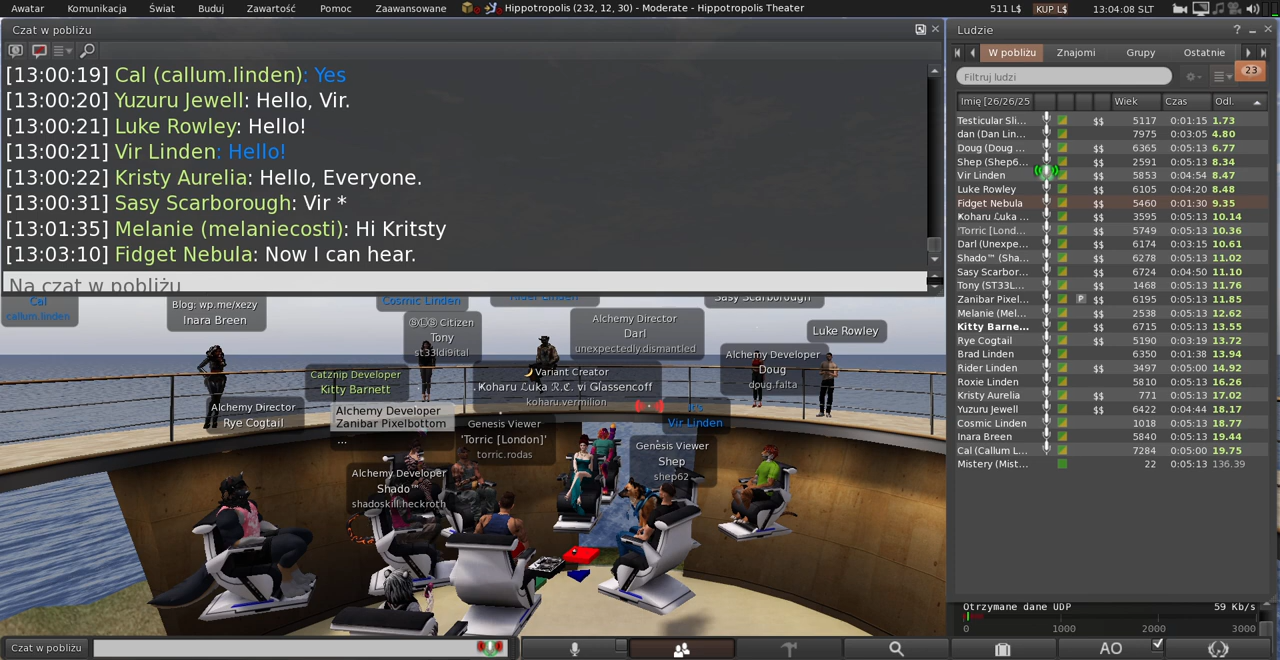 Awatar Komunikacja Świat Buduj Zawartość Pomoc Zaawansowane Hippotropolis (232, 12, 30) - Moderate - Hippotropolis Theater 511 L$ KUP L$ 13:04:08 SLT
Czat w pobliżu
[13:00:19] Cal (callum.linden): Yes
[13:00:20] Yuzuru Jewell: Hello, Vir.
[13:00:21] Luke Rowley: Hello!
[13:00:21] Vir Linden: Hello!
[13:00:22] Kristy Aurelia: Hello, Everyone.
[13:00:31] Sasy Scarborough: Vir *
[13:01:35] Melanie (melaniecosti): Hi Kritsty
[13:03:10] Fidget Nebula: Now I can hear.
Na czat w pobliżu
Cal
callum.linden
Blog: wp.me/xezy
Inara Breen
Cosmic Linden
Rider Linden
Sasy Scarborough
ⓈⓁⓈ Citizen
Tony
st33ldi9ital
Alchemy Director
Darl
unexpectedly.dismantled
Luke Rowley
Alchemy Developer
Doug
doug.falta
Catznip Developer
Kitty Barnett
Variant Creator
Ҝoharu Ꮭuka ℛ.ℭ. vi Glassencoff
koharu.vermilion
Alchemy Director
Rye Cogtail
Alchemy Developer
Zanibar Pixelbottom
...
Genesis Viewer
'Torric [London]'
torric.rodas
Vir Linden
Genesis Viewer
Shep
shep62
Alchemy Developer
Shado™
shadoskill.heckroth
Ludzie
W pobliżu Znajomi Grupy Ostatnie
23
Filtruj ludzi
Imię [26/26/25 Wiek Czas Odl.
Testicular Sli... $$ 5117 0:01:15 1.73
dan (Dan Lin... 7975 0:03:05 4.80
Doug (Doug ... $$ 6365 0:05:13 6.77
Shep (Shep6... $$ 2591 0:05:13 8.34
Vir Linden 5853 0:04:54 8.47
Luke Rowley $$ 6105 0:04:20 8.48
Fidget Nebula $$ 5460 0:01:30 9.35
Ҝoharu Ꮭuka ... $$ 3595 0:05:13 10.14
'Torric [Lond... $$ 5749 0:05:13 10.36
Darl (Unexpe... $$ 6174 0:03:15 10.61
Shado™ (Sha... $$ 6278 0:05:13 11.02
Sasy Scarbor... $$ 6724 0:04:50 11.10
Tony (ST33L... $$ 1468 0:05:13 11.76
Zanibar Pixel... P $$ 6195 0:05:13 11.85
Melanie (Mel... $$ 2538 0:05:13 12.62
Kitty Barne... $$ 6715 0:05:13 13.55
Rye Cogtail $$ 5190 0:03:19 13.72
Brad Linden 6350 0:01:38 13.94
Rider Linden $$ 3497 0:05:00 14.92
Roxie Linden 5810 0:05:13 16.26
Kristy Aurelia $$ 771 0:05:13 17.02
Yuzuru Jewell $$ 6422 0:04:44 18.17
Cosmic Linden 1018 0:05:13 18.77
Inara Breen 5840 0:05:13 19.44
Cal (Callum L... 7284 0:05:00 19.75
Mistery (Mist... 22 0:05:13 136.39
Otrzymane dane UDP 59 Kb/s
0 1000 2000 3000
Czat w pobliżu
AO